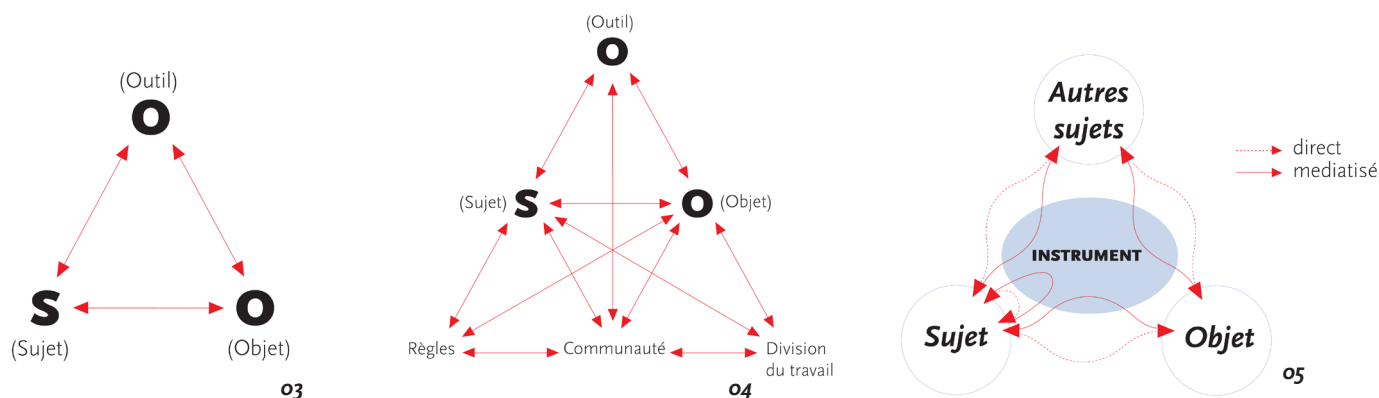 (Outil)
O
S
O
(Sujet)
(Objet)
03
(Outil)
O
(Sujet) S
O (Objet)
Règles
Communauté
Division
du travail
04
Autres
sujets
INSTRUMENT
Sujet
Objet
direct
mediatisé
05